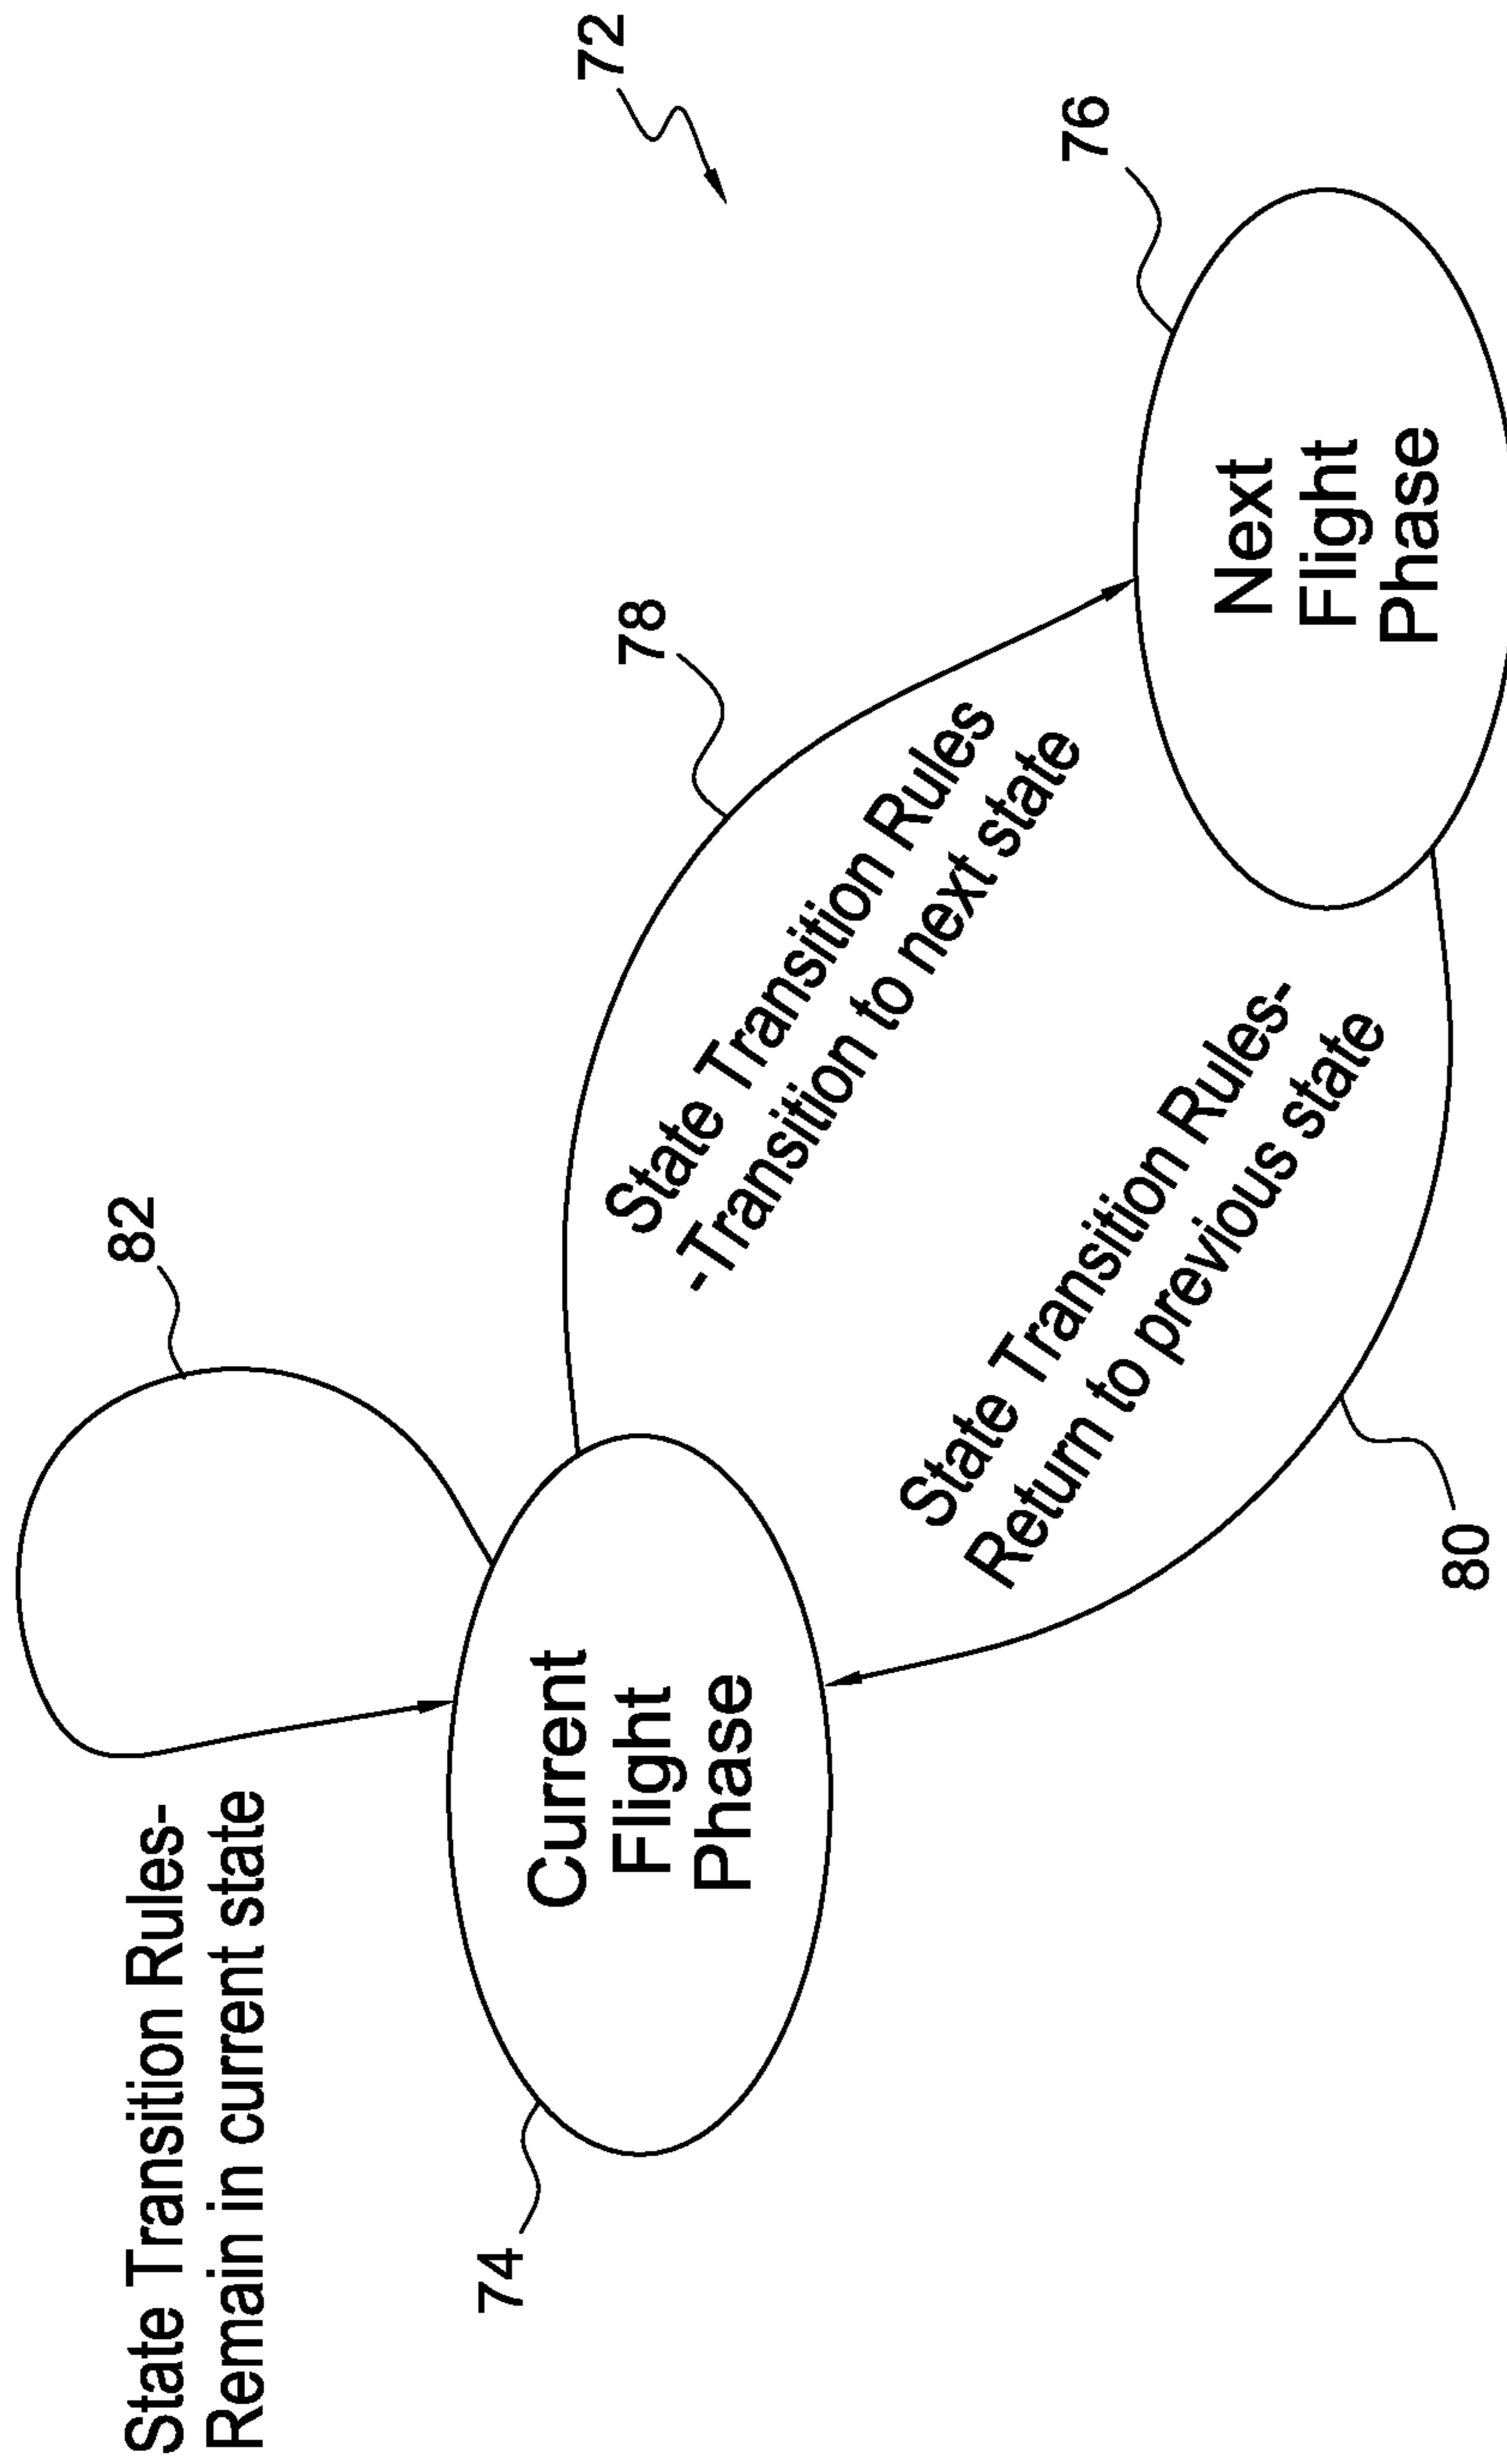 State Transition Rules-
Remain in current state
82
74
Current
Flight
Phase
78
State Transition Rules
-Transition to next state
72
State Transition Rules-
Return to previous state
80
76
Next
Flight
Phase